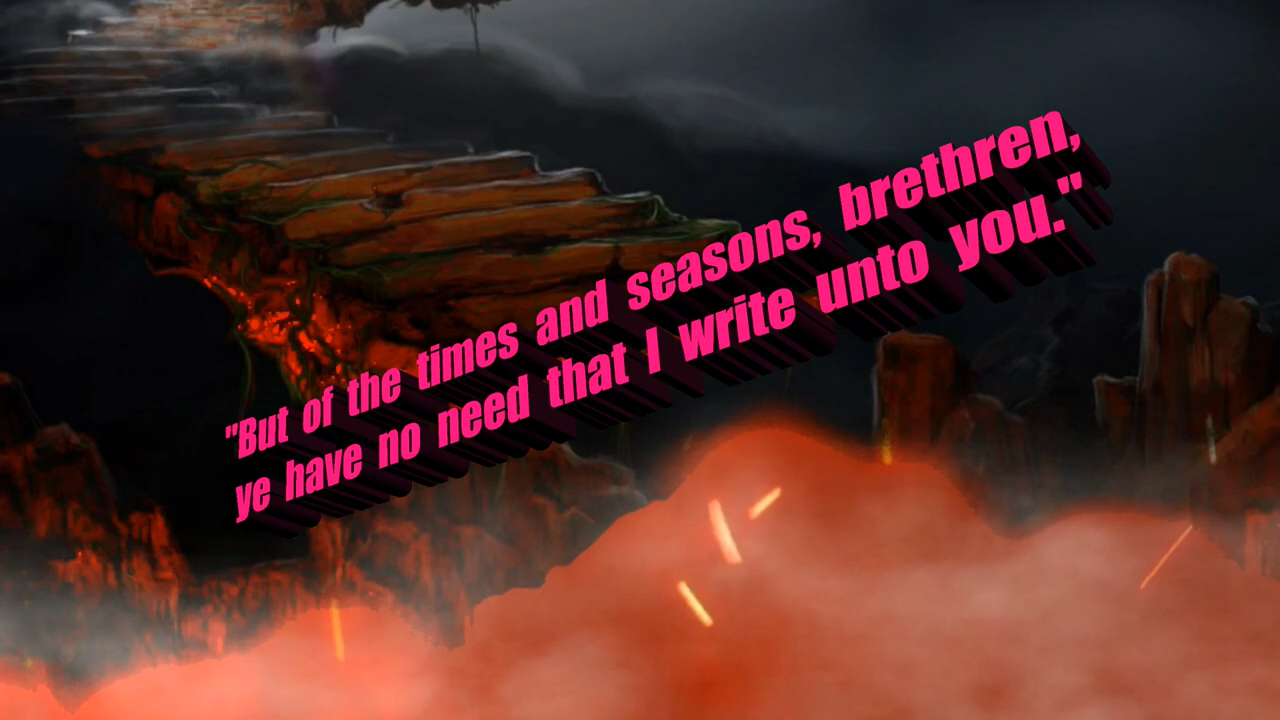 "But of the times and seasons, brethren,
ye have no need that I write unto you."